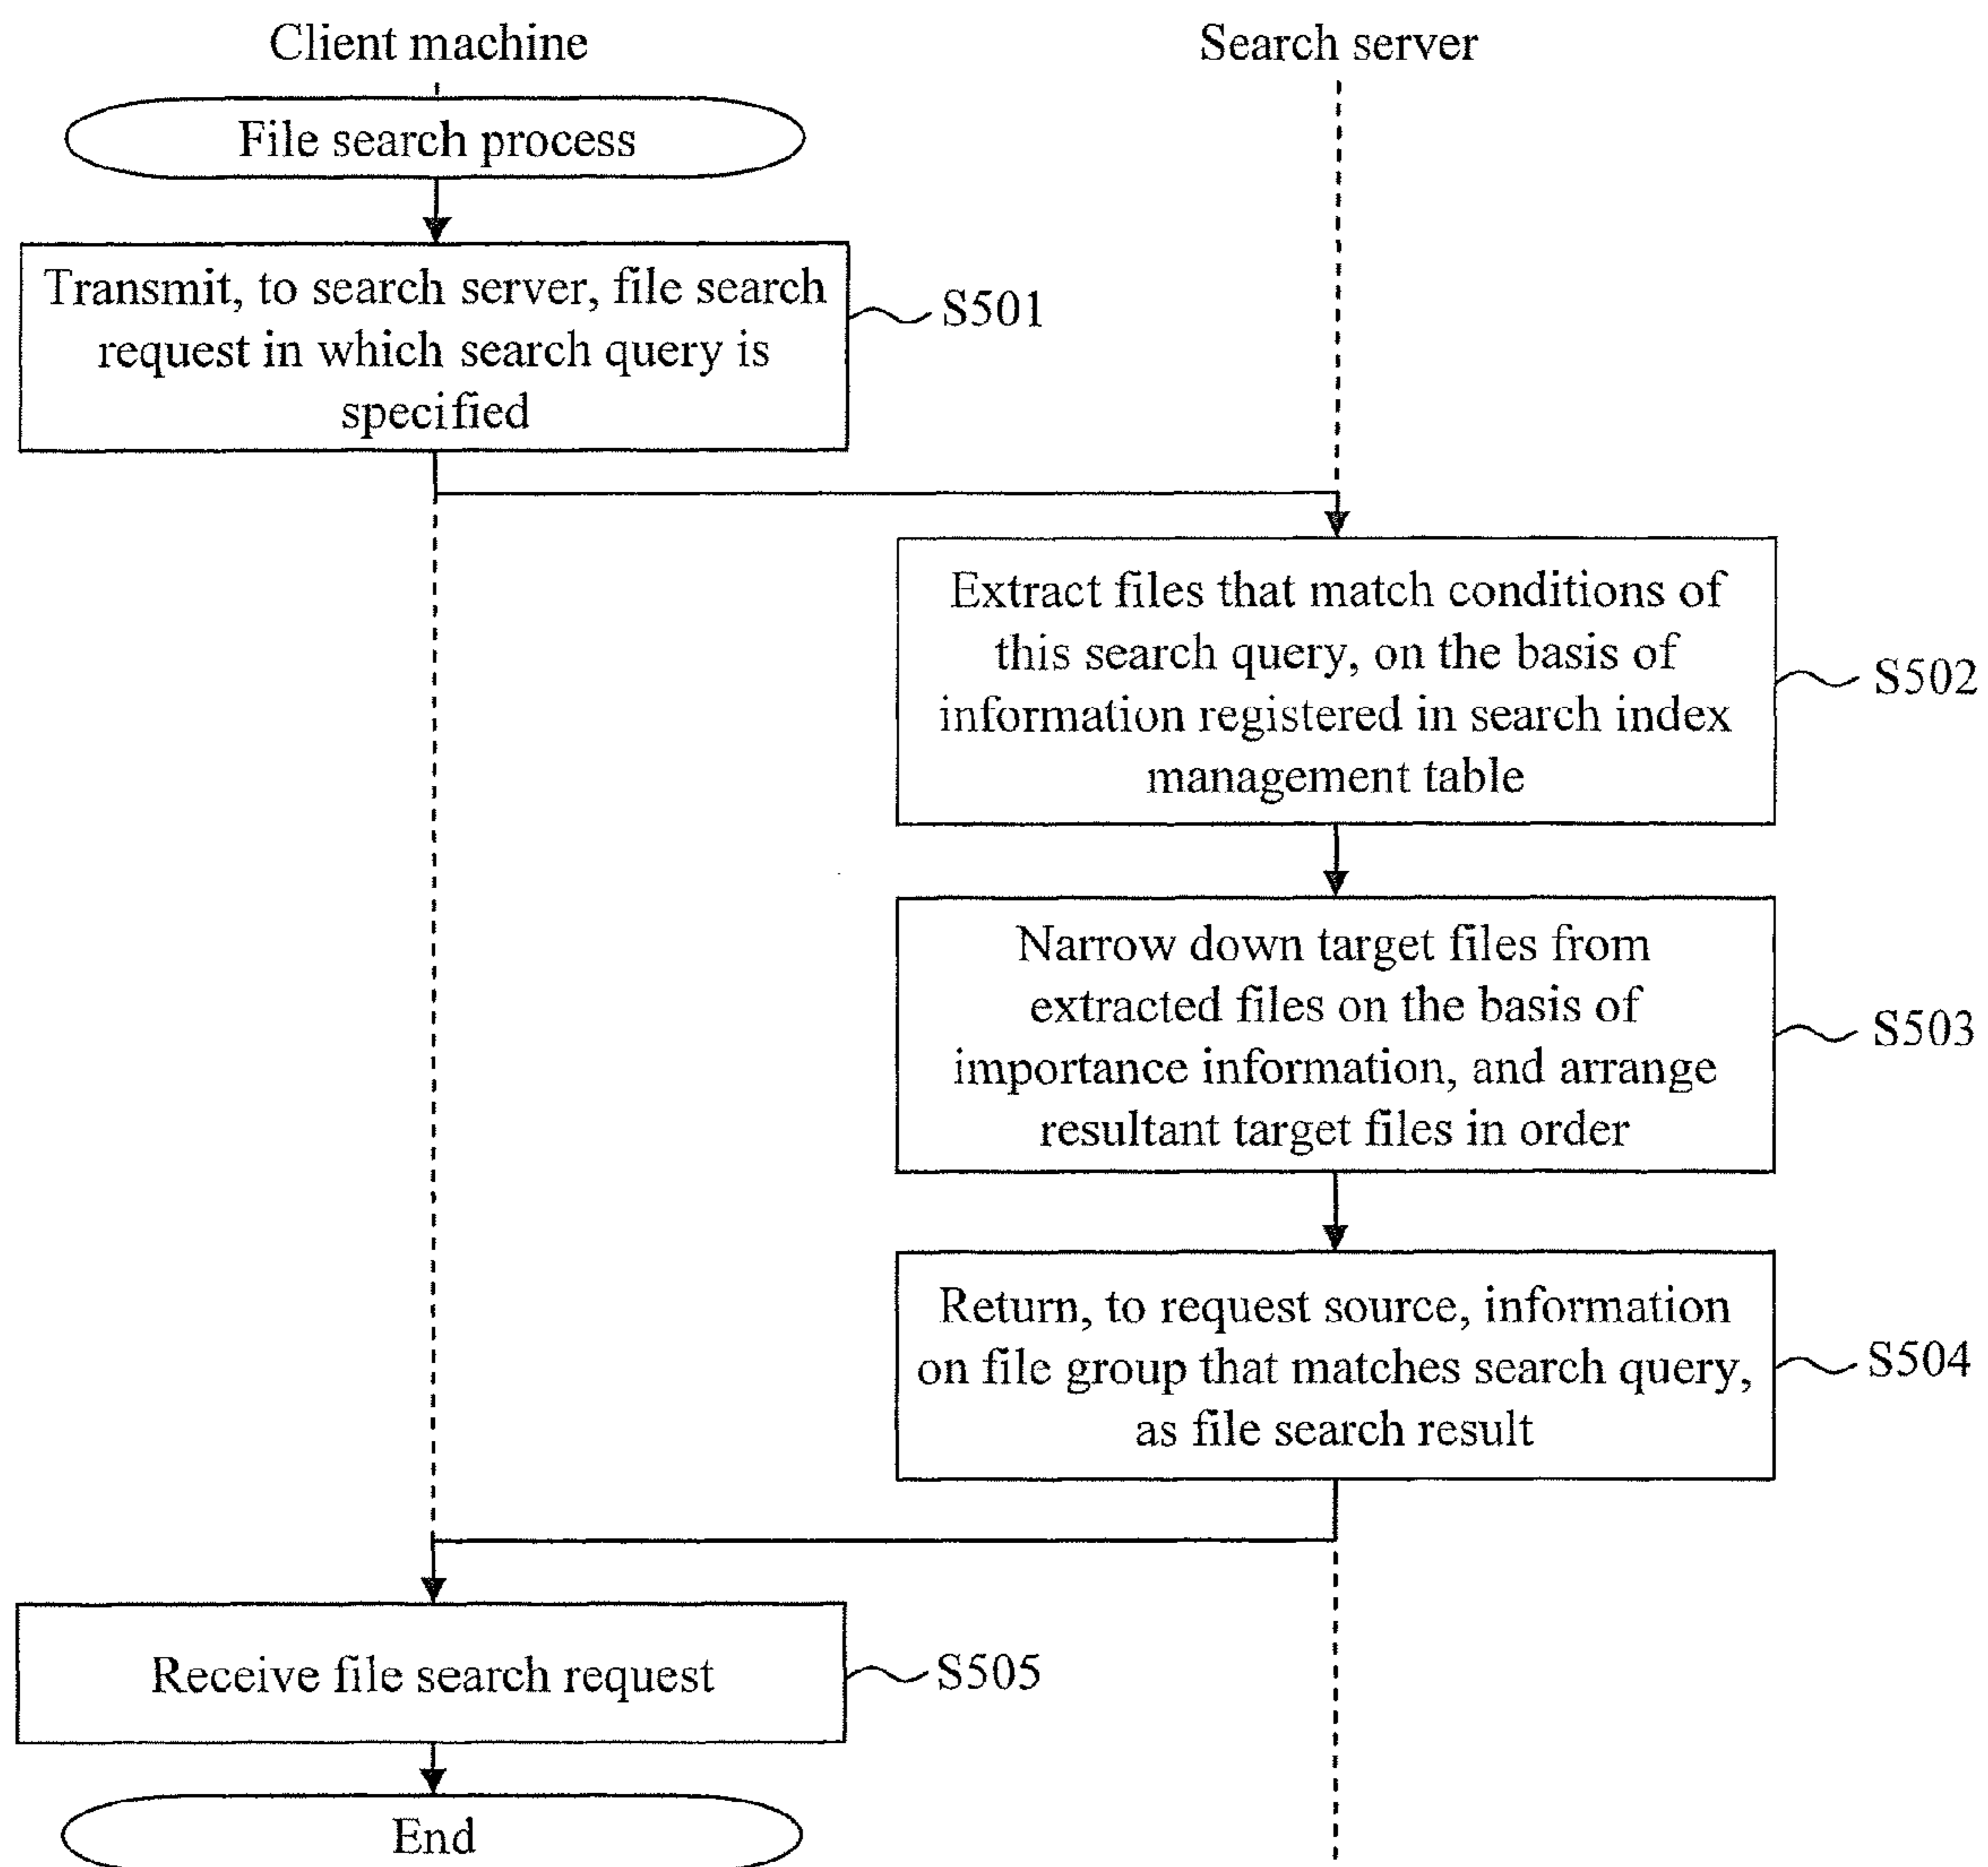 Client machine
Search server
File search process
Transmit, to search server, file search
request in which search query is
specified
S501
Extract files that match conditions of
this search query, on the basis of
information registered in search index
management table
S502
Narrow down target files from
extracted files on the basis of
importance information, and arrange
resultant target files in order
S503
Return, to request source, information
on file group that matches search query,
as file search result
S504
Receive file search request
S505
End